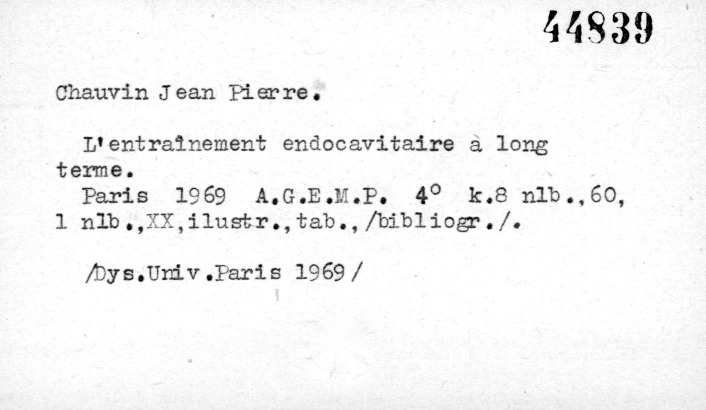 44839
Chauvin Jean Pierre.
L'entraînement endocavitaire à long
terme.
Paris 1969 A.G.E.M.P. 4° k.8 nlb.,60,
1 nlb.,XX,ilustr.,tab.,/bibliogr./.
/Dys.Univ.Paris 1969/